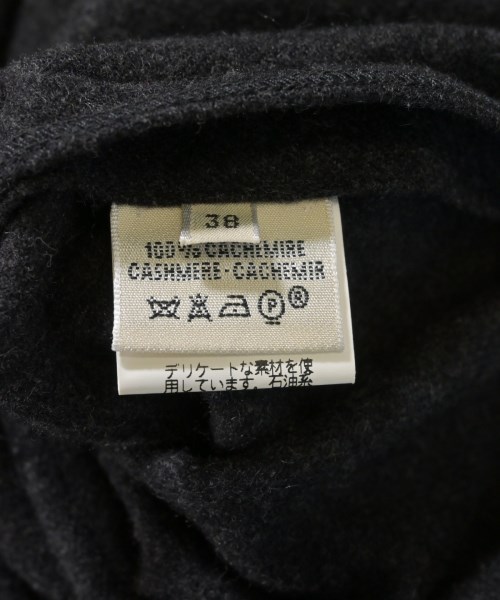 38
100% CACHEMIRE
CASHMERE-CACHEMIR
P ®
デリケートな素材を使
用しています。石油系